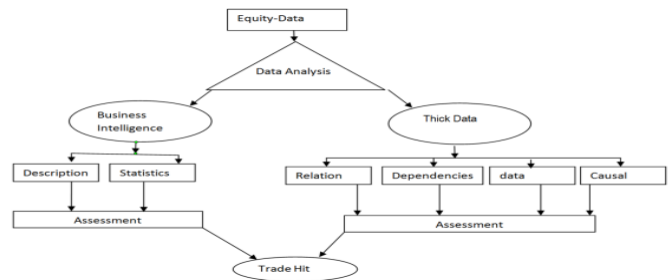 Equity-Data
Data Analysis
Business
Intelligence
Thick Data
Description
Statistics
Relation
Dependencies
data
Causal
Assessment
Assessment
Trade Hit